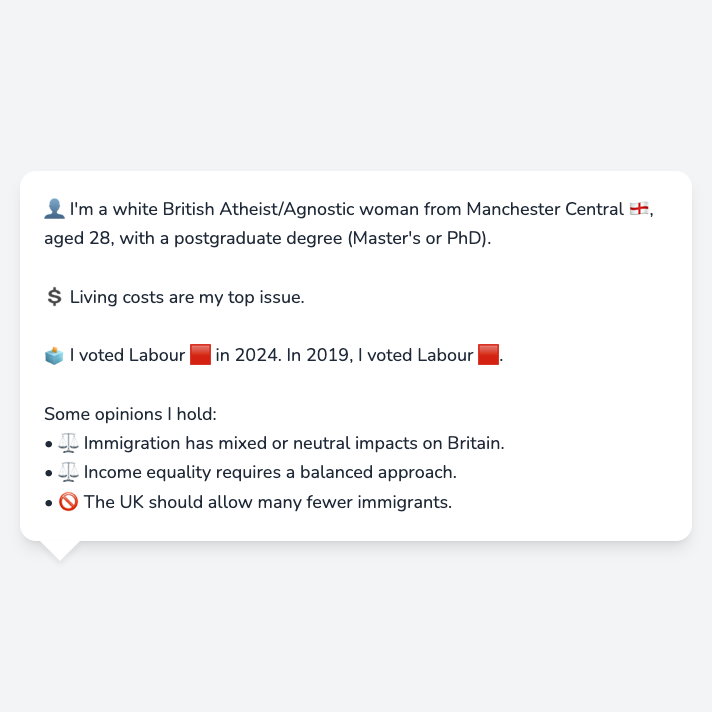 👤 I'm a white British Atheist/Agnostic woman from Manchester Central 🏴󠁧󠁢󠁥󠁮󠁧󠁿,
aged 28, with a postgraduate degree (Master's or PhD).
💲 Living costs are my top issue.
🗳️ I voted Labour 🟥 in 2024. In 2019, I voted Labour 🟥.
Some opinions I hold:
• ⚖️ Immigration has mixed or neutral impacts on Britain.
• ⚖️ Income equality requires a balanced approach.
• 🚫 The UK should allow many fewer immigrants.